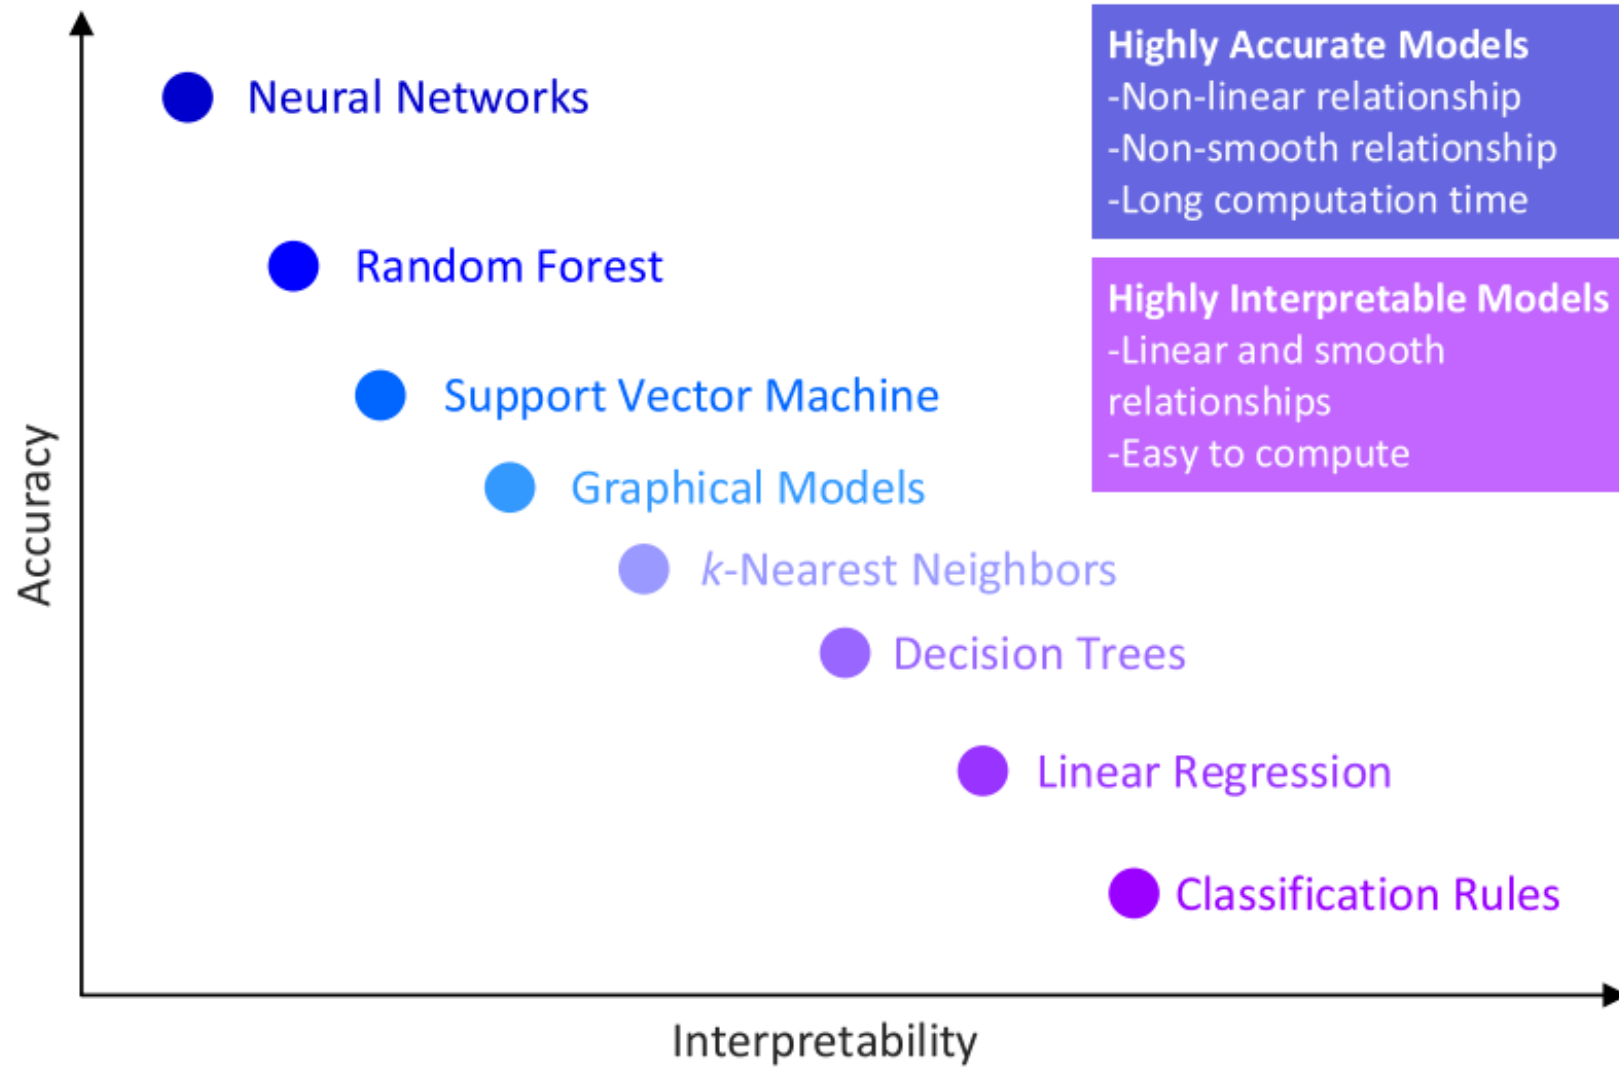 Highly Accurate Models
-Non-linear relationship
-Non-smooth relationship
-Long computation time
Highly Interpretable Models
-Linear and smooth
relationships
-Easy to compute
Neural Networks
Random Forest
Support Vector Machine
Graphical Models
k-Nearest Neighbors
Decision Trees
Linear Regression
Classification Rules
Accuracy
Interpretability